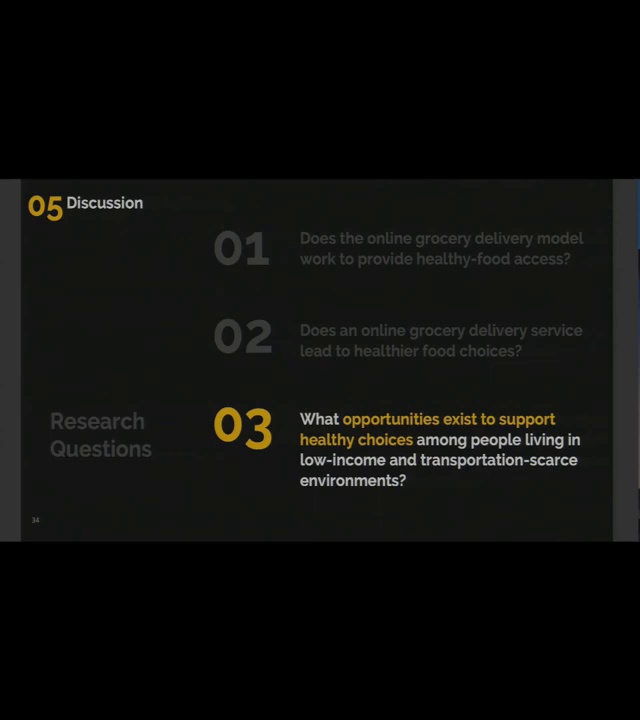 05 Discussion
01
Does the online grocery delivery model
work to provide healthy-food access?
02
Does an online grocery delivery service
lead to healthier food choices?
Research
Questions
03
What opportunities exist to support
healthy choices among people living in
low-income and transportation-scarce
environments?
34